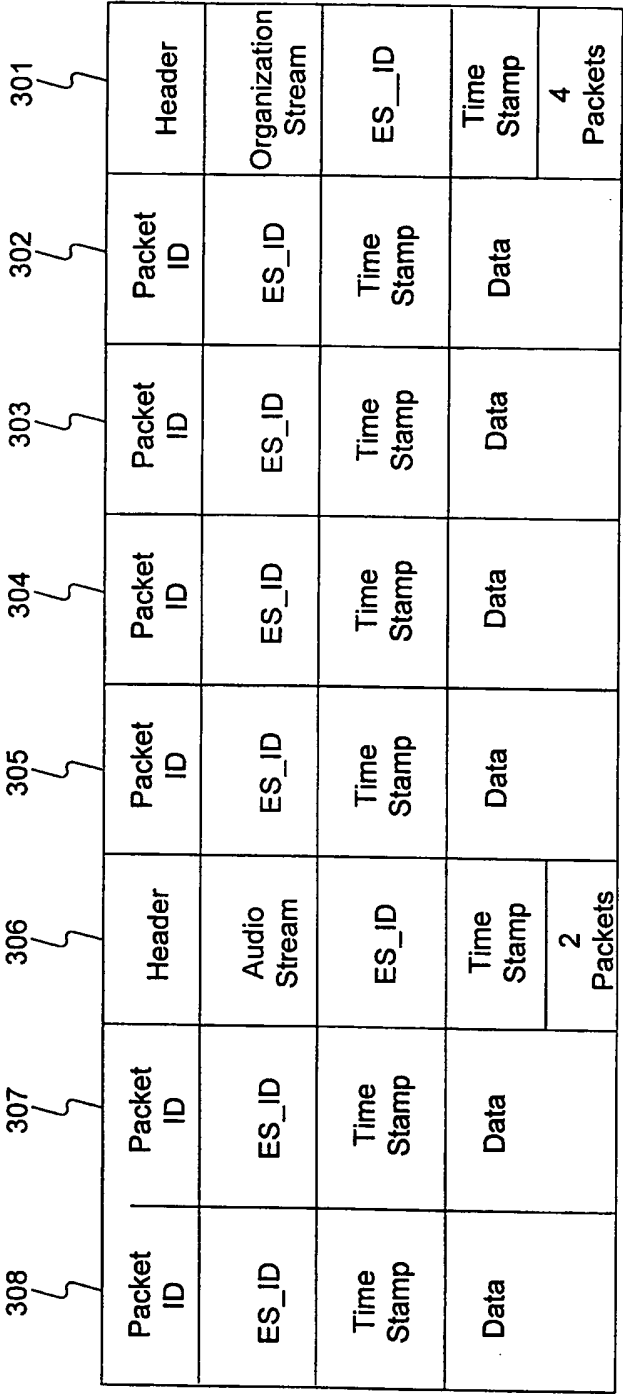 308
307
306
305
304
303
302
301
Packet
ID
Packet
ID
Header
Packet
ID
Packet
ID
Packet
ID
Packet
ID
Header
ES_ID
ES_ID
Audio
Stream
ES_ID
ES_ID
ES_ID
ES_ID
Organization
Stream
Time
Stamp
Time
Stamp
ES_ID
Time
Stamp
Time
Stamp
Time
Stamp
Time
Stamp
ES__ID
Data
Data
Time
Stamp
Data
Data
Data
Data
Time
Stamp
2
Packets
4
Packets